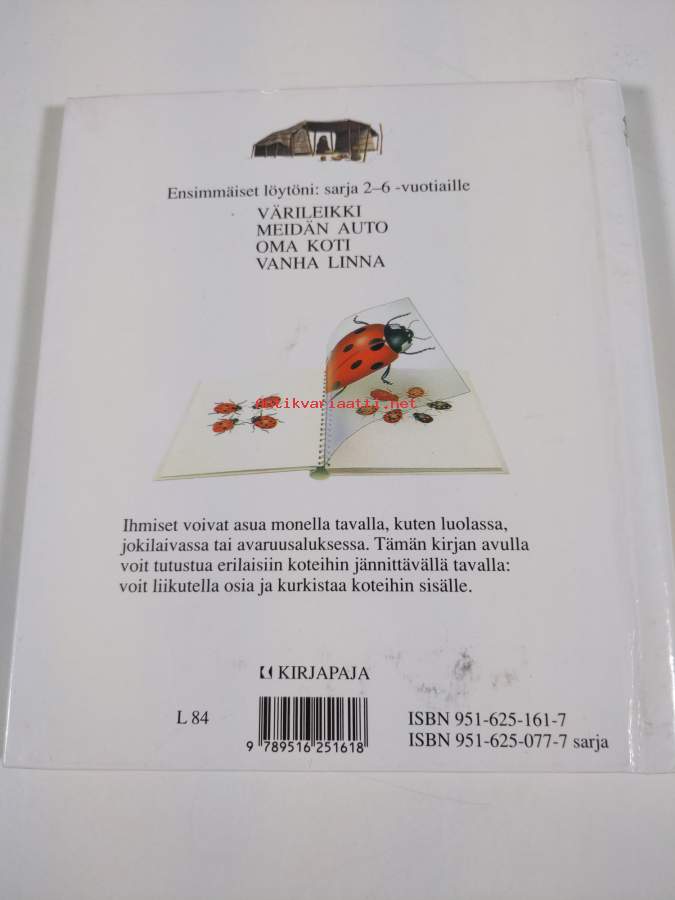 Ensimmäiset löytöni: sarja 2–6 -vuotiaille
VÄRILEIKKI
MEIDÄN AUTO
OMA KOTI
VANHA LINNA
Antikvariaatti.net
Ihmiset voivat asua monella tavalla, kuten luolassa,
jokilaivassa tai avaruusaluksessa. Tämän kirjan avulla
voit tutustua erilaisiin koteihin jännittävällä tavalla:
voit liikutella osia ja kurkistaa koteihin sisälle.
KIRJAPAJA
L 84
9 789516 251618
ISBN 951-625-161-7
ISBN 951-625-077-7 sarja